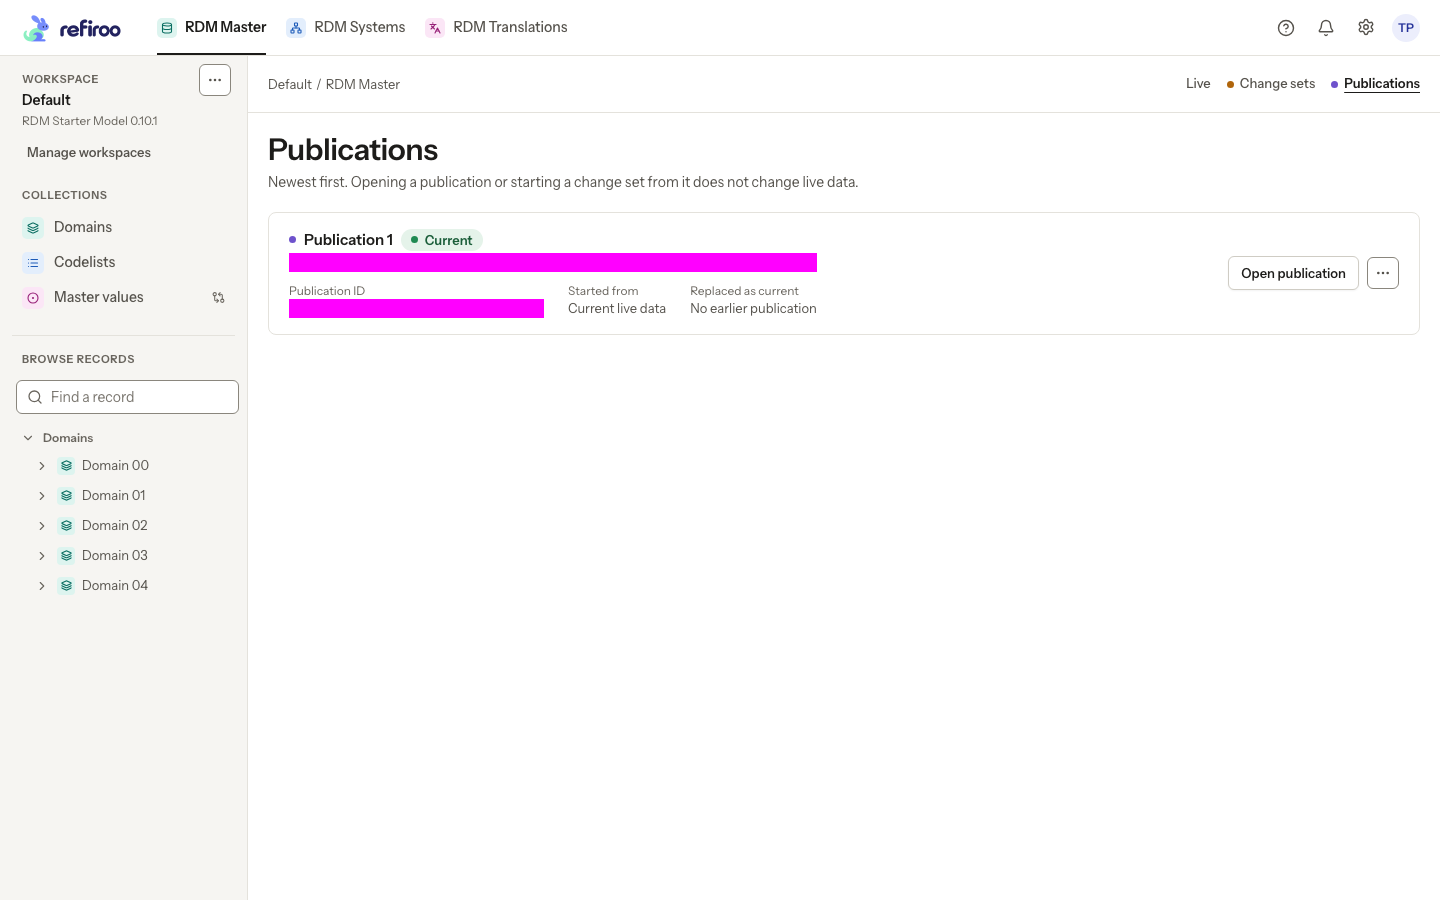 refiroo
RDM Master
RDM Systems
RDM Translations
TP
WORKSPACE
Default
RDM Starter Model 0.10.1
Manage workspaces
COLLECTIONS
Domains
Codelists
Master values
BROWSE RECORDS
Find a record
Domains
Domain 00
Domain 01
Domain 02
Domain 03
Domain 04
Default / RDM Master
Live
Change sets
Publications
Publications
Newest first. Opening a publication or starting a change set from it does not change live data.
Publication 1
Current
Publication ID
Started from
Current live data
Replaced as current
No earlier publication
Open publication